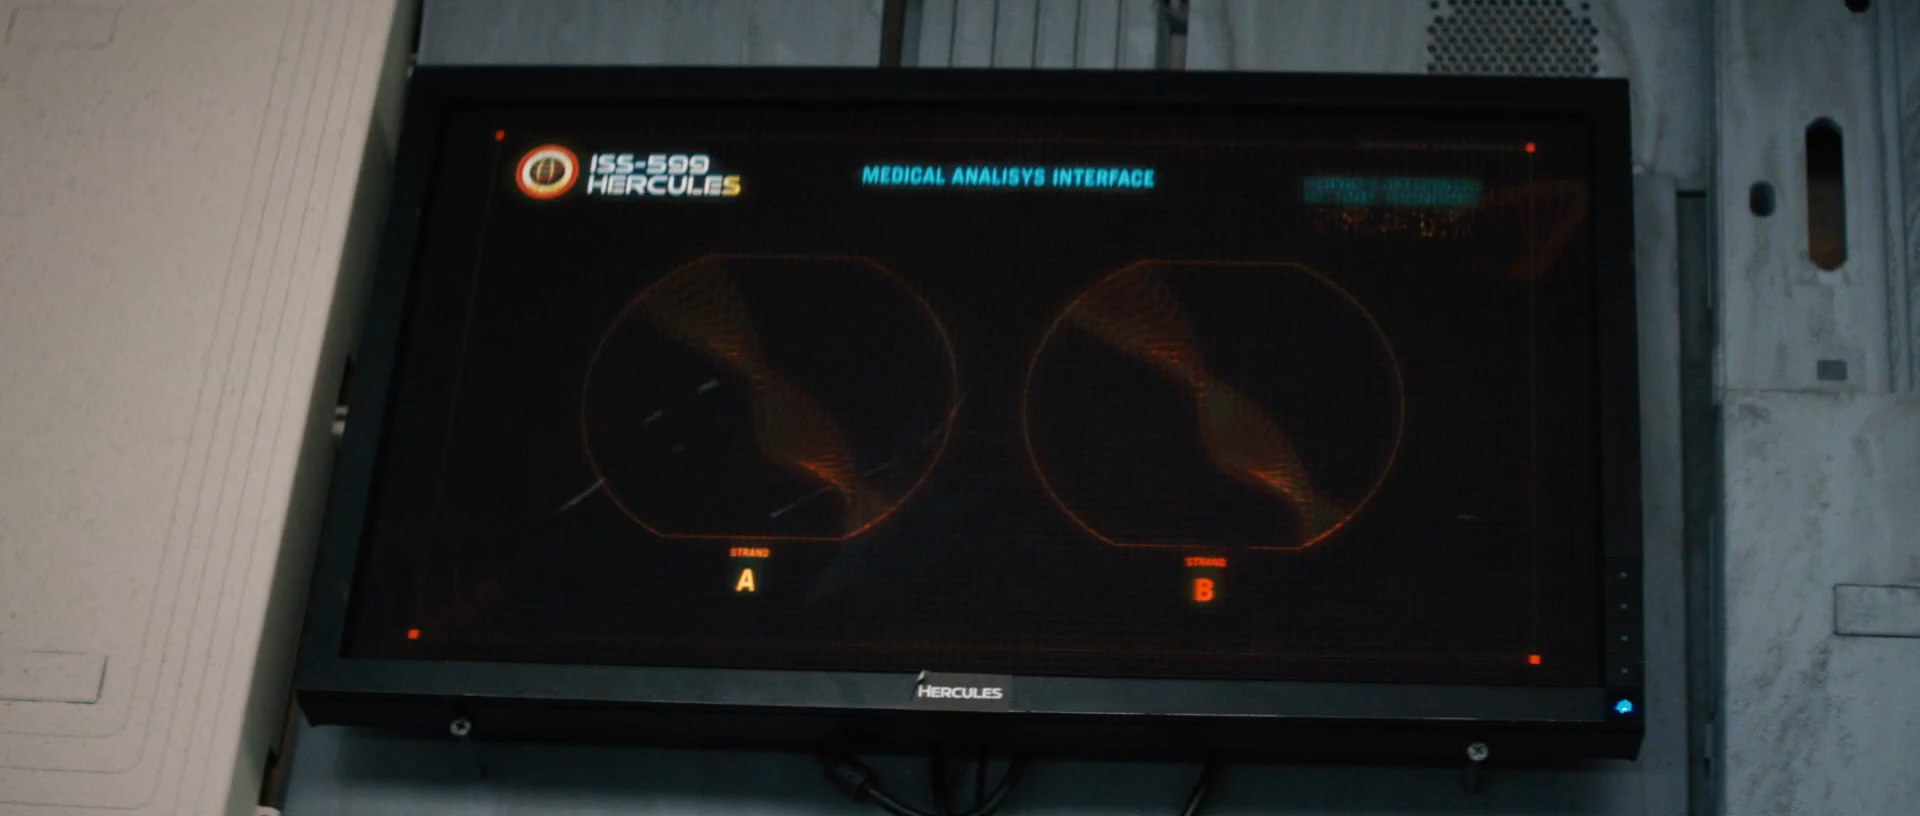 ISS-599
HERCULES
MEDICAL ANALISYS INTERFACE
STRAND
A
STRAND
B
HERCULES